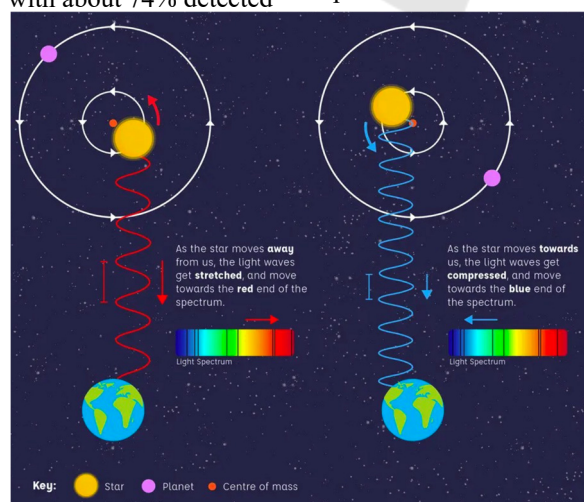 with about 74% detected
As the star moves away
from us, the light waves
get stretched, and move
towards the red end of the
spectrum.
Light Spectrum
As the star moves towards
us, the light waves get
compressed, and move
towards the blue end of
the spectrum.
Light Spectrum
Key: Star Planet Centre of mass